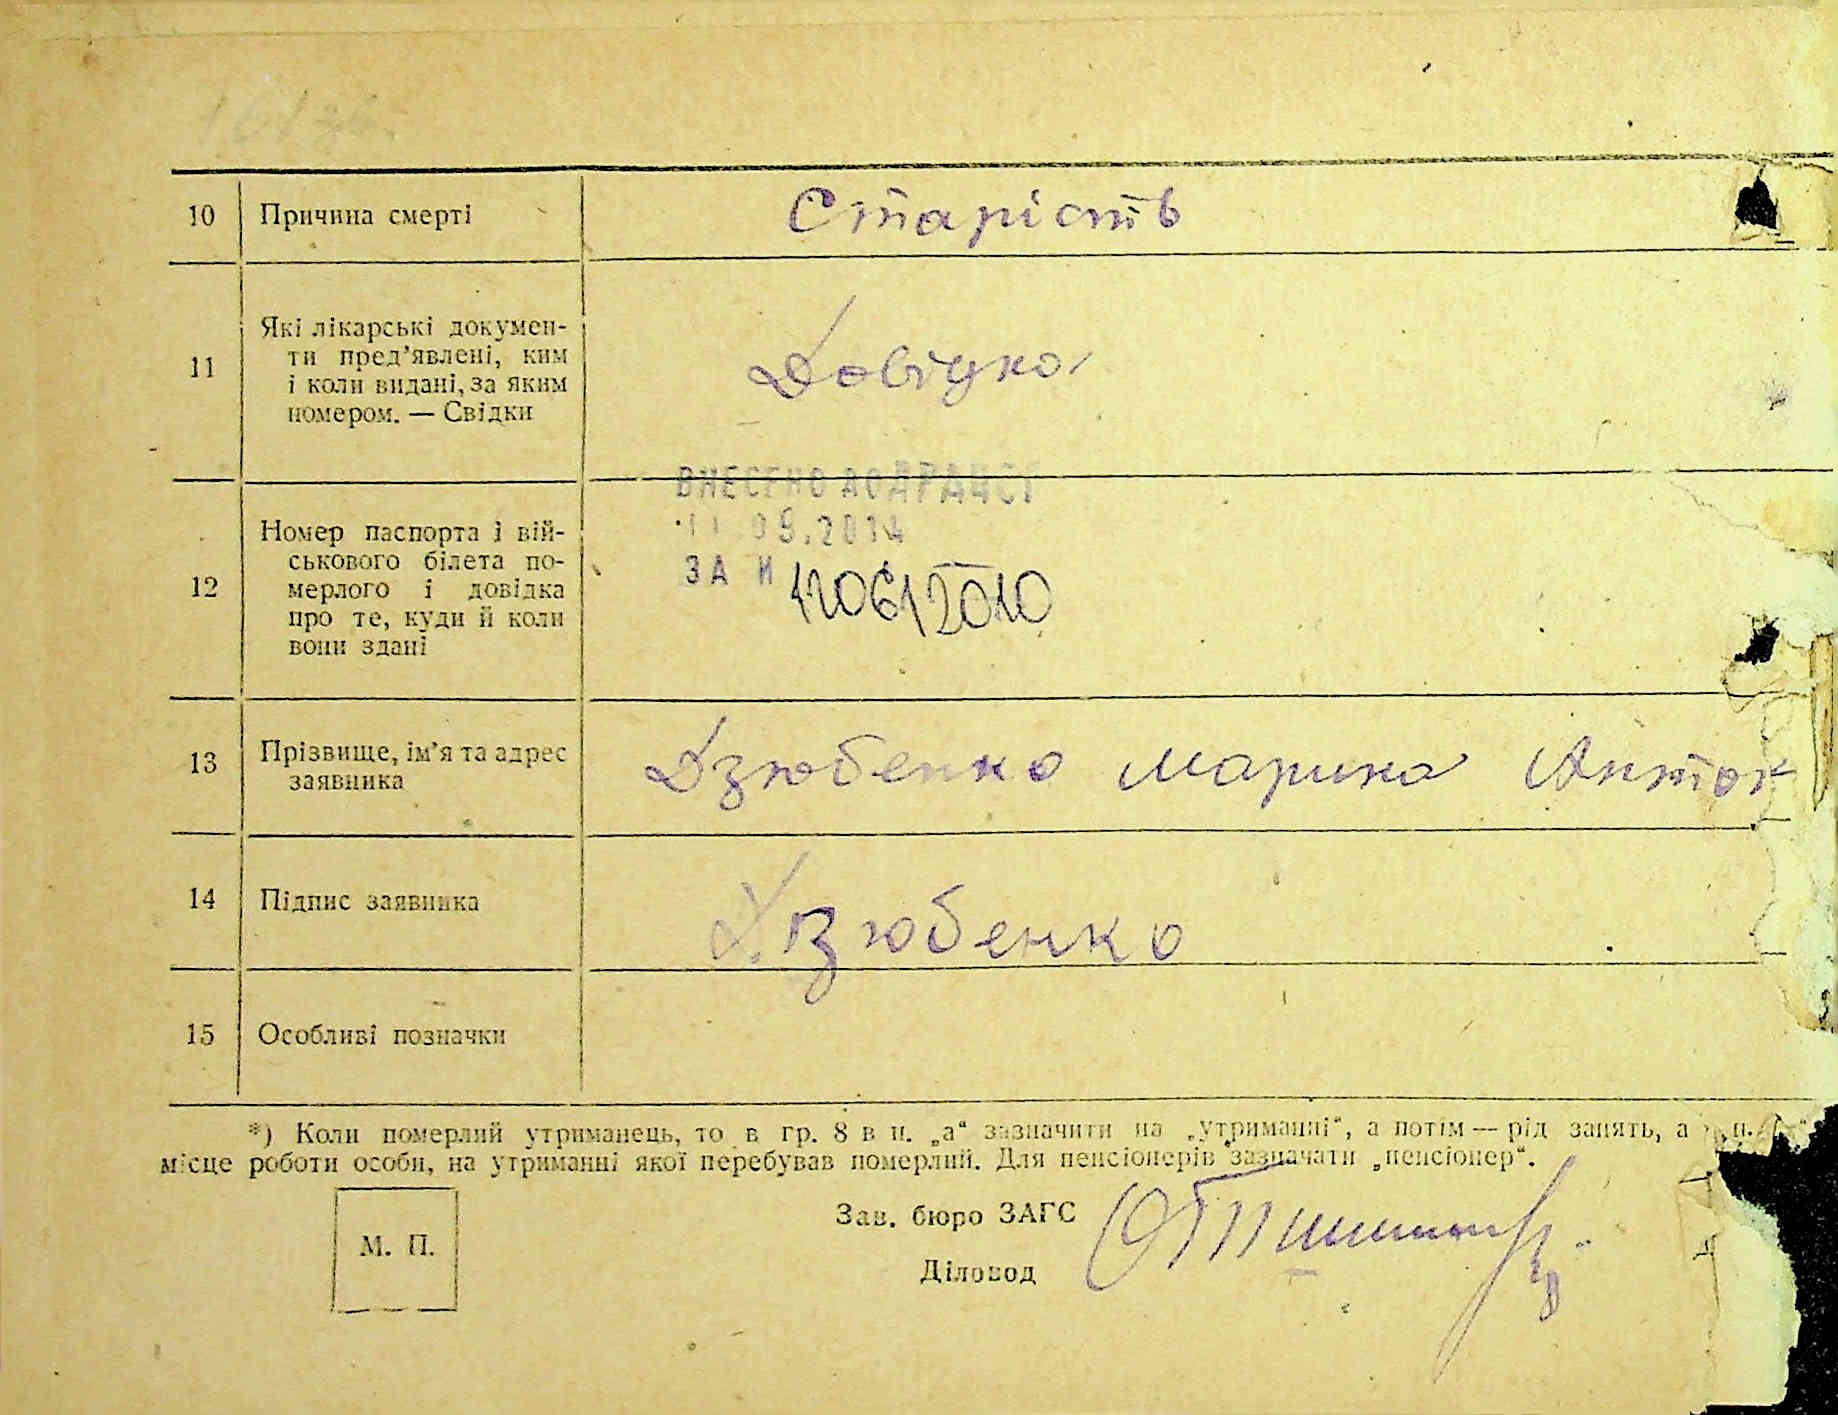 10 Причина смерті Старість
11 Які лікарські докумен-
ти пред’явлені, ким
і коли видані, за яким
номером. — Свідки
Довідка
ВНЕСЕНО ДО ДРАЦСГ
09.2014
ЗА
12 Номер паспорта і вій-
ськового білета по-
мерлого і довідка
про те, куди й коли
вони здані
13 Прізвище, ім’я та адрес
заявника
Дзюбенко Марина Антон
14 Підпис заявника Дзюбенко
15 Особливі позначки
*) Коли померлий утриманець, то в гр. 8 в п. „а“ зазначити на „утриманні“, а потім — рід занять, а
місце роботи особи, на утриманні якої перебував померлий. Для пенсіонерів зазначати „пенсіонер“.
М. П.
Зав. бюро ЗАГС
Діловод